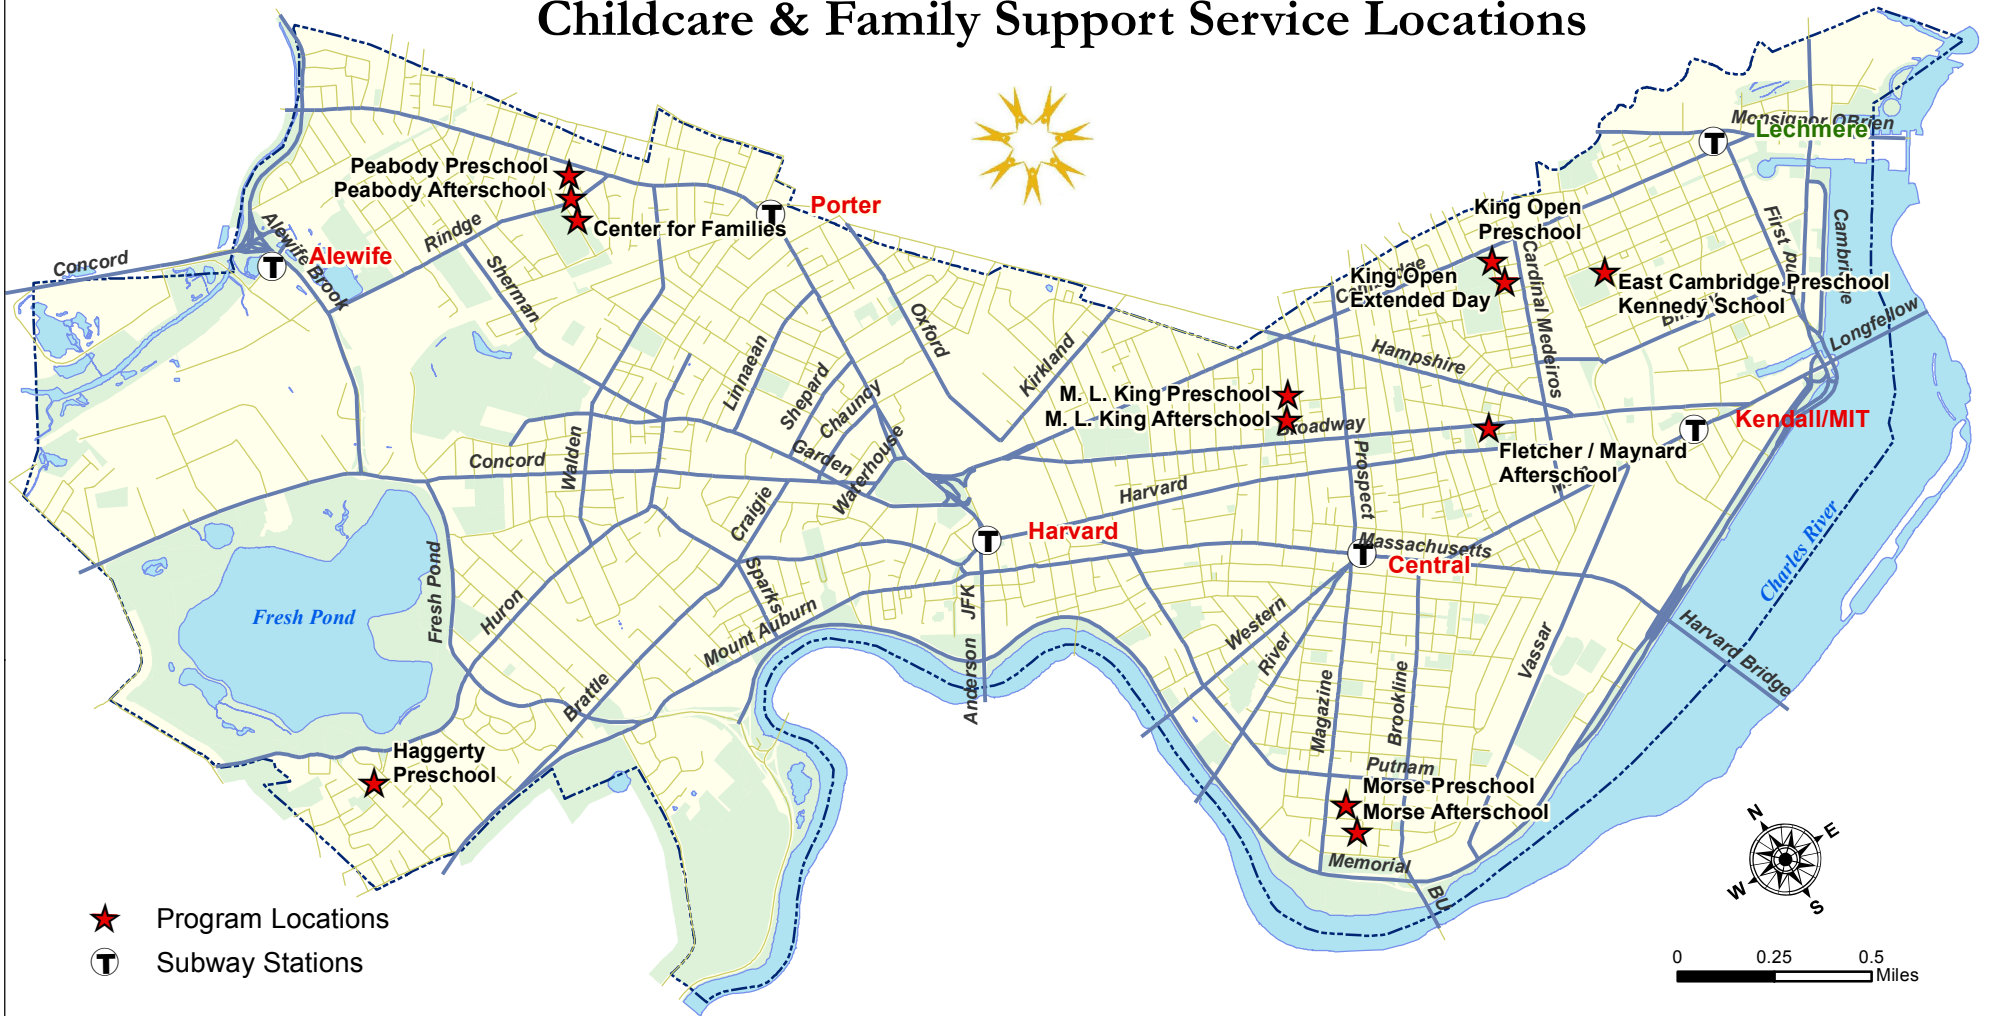 Childcare & Family Support Service Locations
Monsignor OBrien
Lechmere
Peabody Preschool
Peabody Afterschool
Center for Families
Porter
Alewife
Alewife Brook
Concord
Rindge
Sherman
King Open
Preschool
King Open
Extended Day
Cardinal Medeiros
First
Cambridge
East Cambridge Preschool
Kennedy School
Longfellow
Oxford
Kirkland
Linnaean
Shepard
Chauncy
Hampshire
M. L. King Preschool
M. L. King Afterschool
Broadway
Kendall/MIT
Fletcher / Maynard
Afterschool
Walden
Concord
Garden
Waterhouse
Craigie
Harvard
Prospect
Harvard
Massachusetts
Central
Charles River
Fresh Pond
Fresh Pond
Huron
Sparks
Mount Auburn
JFK
Anderson
Brattle
Western
River
Magazine
Brookline
Vassar
Harvard Bridge
Putnam
Haggerty
Preschool
Morse Preschool
Morse Afterschool
Memorial
BU
N
E
W
S
Program Locations
Subway Stations
T
T
T
T
T
T
T
0 0.25 0.5
Miles